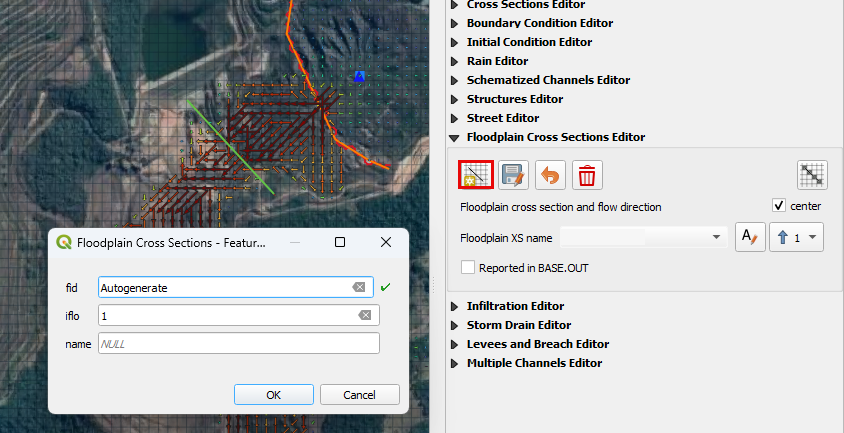 Cross Sections Editor
Boundary Condition Editor
Initial Condition Editor
Rain Editor
Schematized Channels Editor
Structures Editor
Street Editor
Floodplain Cross Sections Editor
Floodplain cross section and flow direction
center
Floodplain XS name
A
1
Reported in BASE.OUT
Infiltration Editor
Storm Drain Editor
Levees and Breach Editor
Multiple Channels Editor
Floodplain Cross Sections - Featur...
fid
Autogenerate
iflo
1
name
NULL
OK
Cancel